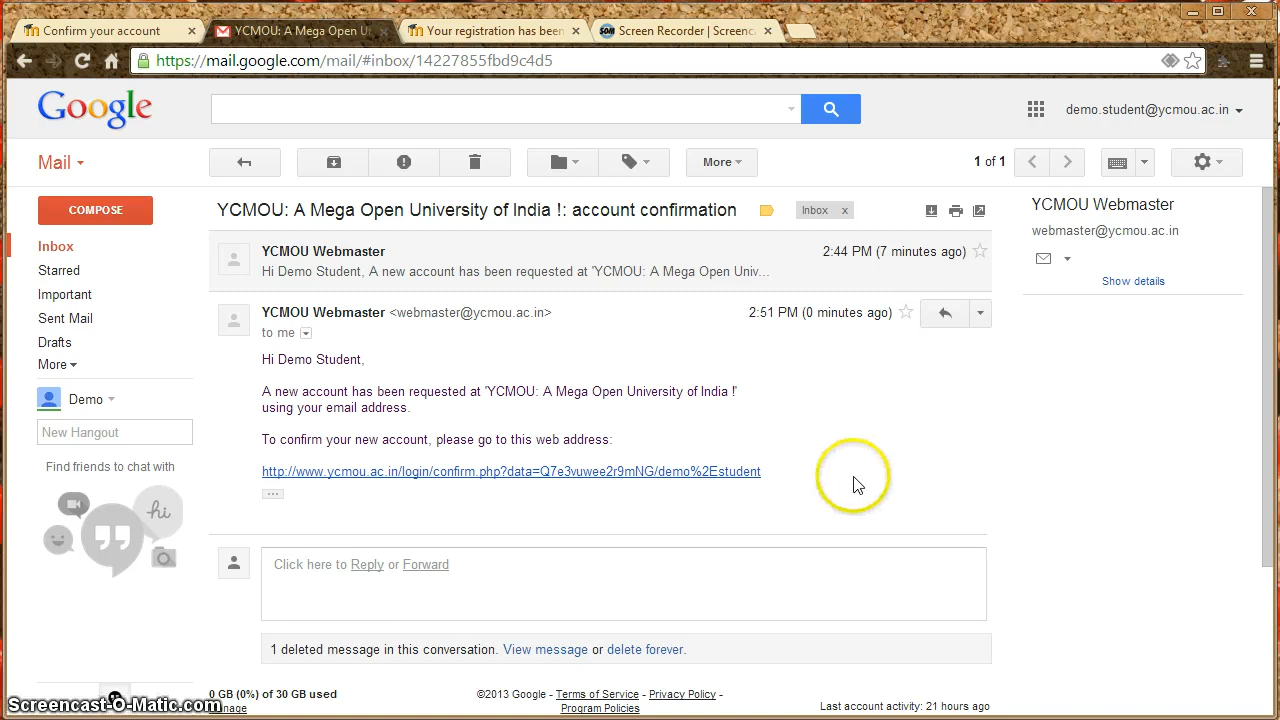 Confirm your account
YCMOU: A Mega Open U
Your registration has been
SOM Screen Recorder | Screenca
https://mail.google.com/mail/#inbox/14227855fbd9c4d5
Google
demo.student@ycmou.ac.in
Mail
More
1 of 1
COMPOSE
YCMOU: A Mega Open University of India !: account confirmation
Inbox x
YCMOU Webmaster
webmaster@ycmou.ac.in
Show details
Inbox
Starred
Important
Sent Mail
Drafts
More
YCMOU Webmaster
2:44 PM (7 minutes ago)
Hi Demo Student, A new account has been requested at 'YCMOU: A Mega Open Univ...
YCMOU Webmaster <webmaster@ycmou.ac.in>
2:51 PM (0 minutes ago)
to me
Hi Demo Student,
A new account has been requested at 'YCMOU: A Mega Open University of India !'
using your email address.
To confirm your new account, please go to this web address:
http://www.ycmou.ac.in/login/confirm.php?data=Q7e3vuwee2r9mNG/demo%2Estudent
...
Demo
New Hangout
Find friends to chat with
hi
Click here to Reply or Forward
1 deleted message in this conversation. View message or delete forever.
0 GB (0%) of 30 GB used
Manage
©2013 Google - Terms of Service - Privacy Policy -
Program Policies
Last account activity: 21 hours ago
Screencast-O-Matic.com